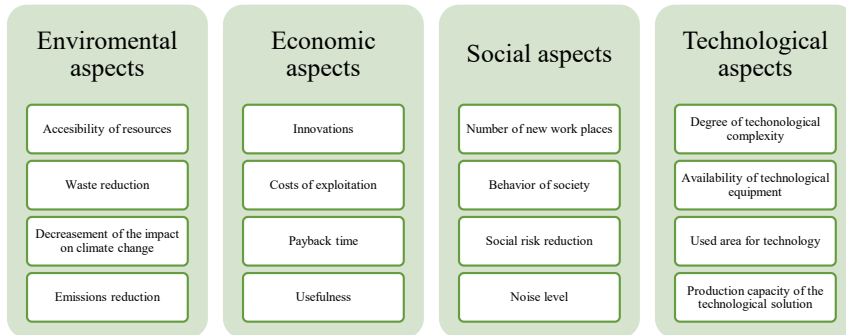 Enviromental
aspects
Accesibility of resources
Waste reduction
Decreasement of the impact
on climate change
Emissions reduction
Economic
aspects
Innovations
Costs of exploitation
Payback time
Usefulness
Social aspects
Number of new work places
Behavior of society
Social risk reduction
Noise level
Technological
aspects
Degree of techonological
complexity
Availability of technological
equipment
Used area for technology
Production capacity of the
technological solution